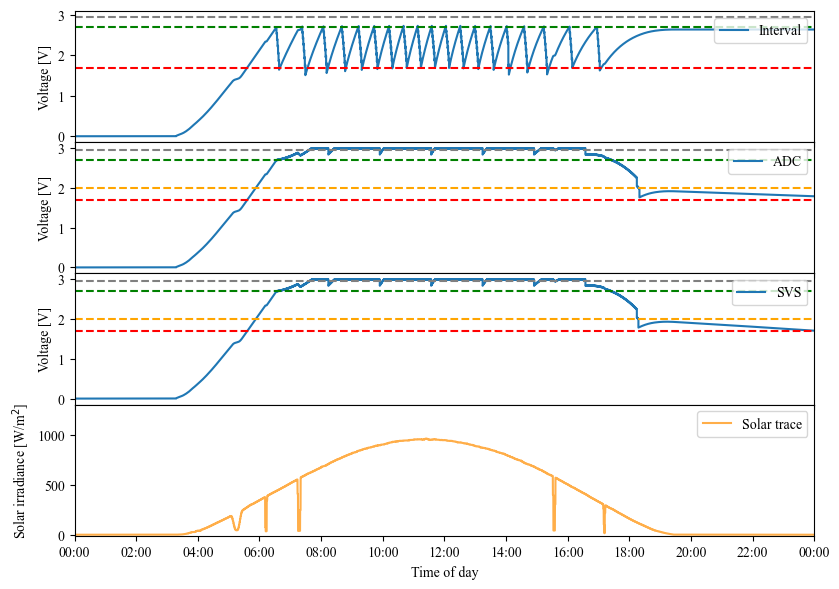 3
2
1
0
Voltage [V]
Interval
3
2
1
0
Voltage [V]
ADC
3
2
1
0
Voltage [V]
SVS
1000
500
0
Solar irradiance [W/m²]
Solar trace
00:00 02:00 04:00 06:00 08:00 10:00 12:00 14:00 16:00 18:00 20:00 22:00 00:00
Time of day